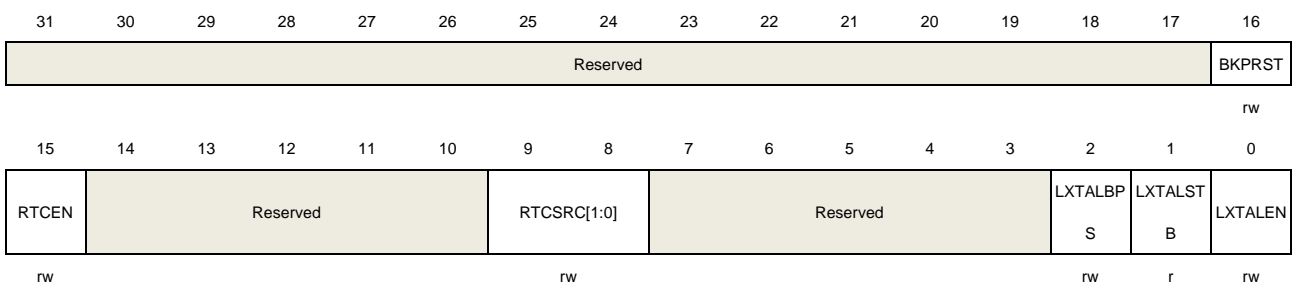 31 30 29 28 27 26 25 24 23 22 21 20 19 18 17 16
Reserved BKPRST
rw
15 14 13 12 11 10 9 8 7 6 5 4 3 2 1 0
RTCEN Reserved RTCSRC[1:0] Reserved LXTALBP LXTALST LXTALEN
S B
rw rw rw r rw